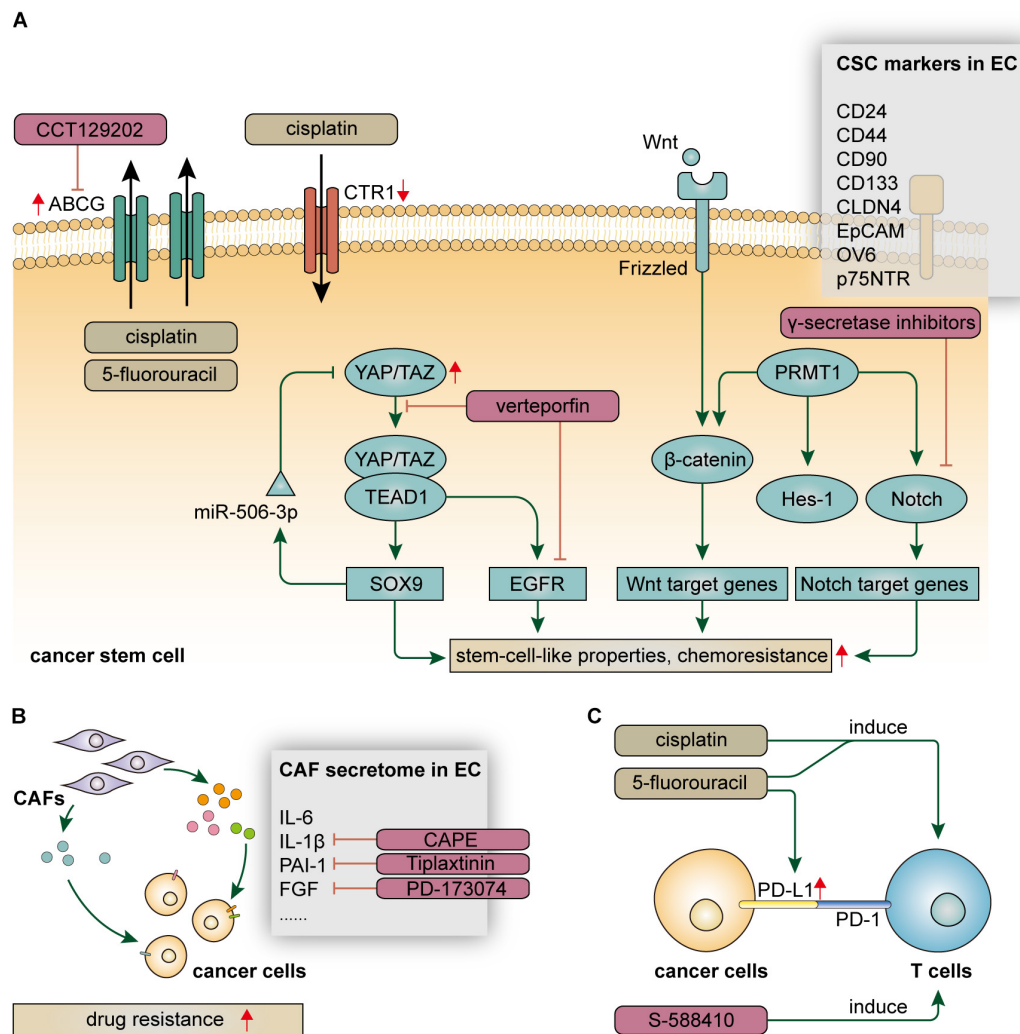 A
CSC markers in EC
CD24
CD44
CD90
CD133
CLDN4
EpCAM
OV6
p75NTR
CCT129202
cisplatin
Wnt
ABCG
CTR1
Frizzled
cisplatin
5-fluorouracil
γ-secretase inhibitors
YAP/TAZ
PRMT1
verteporfin
YAP/TAZ
β-catenin
TEAD1
Hes-1
Notch
miR-506-3p
SOX9
EGFR
Wnt target genes
Notch target genes
cancer stem cell
stem-cell-like properties, chemoresistance
B
CAFs
CAF secretome in EC
IL-6
IL-1β
CAPE
PAI-1
Tiplaxtinin
FGF
PD-173074
......
cancer cells
drug resistance
C
cisplatin
induce
5-fluorouracil
PD-L1
PD-1
cancer cells
T cells
S-588410
induce